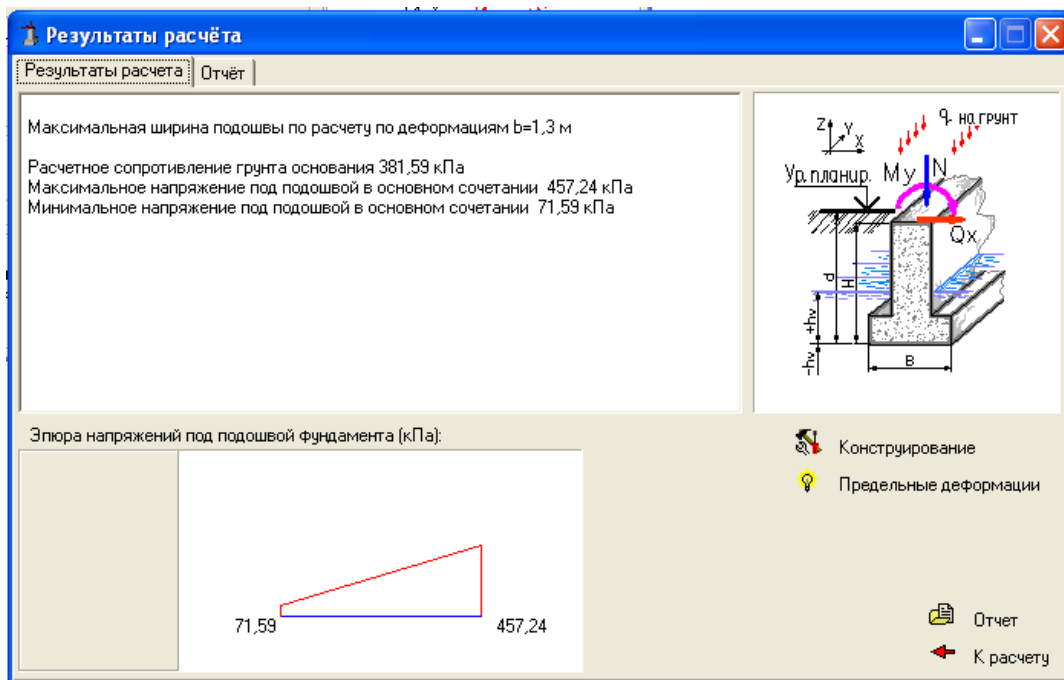 Результаты расчёта
Результаты расчета
Отчёт
Максимальная ширина подошвы по расчету по деформациям b=1,3 м
Расчетное сопротивление грунта основания 381,59 кПа
Максимальное напряжение под подошвой в основном сочетании 457,24 кПа
Минимальное напряжение под подошвой в основном сочетании 71,59 кПа
Z
Y
X
q- на грунт
Ур.планир.
My
N
Qx
d
H
+hv
-hv
B
Эпюра напряжений под подошвой фундамента (кПа):
71,59
457,24
Конструирование
Предельные деформации
Отчет
К расчету